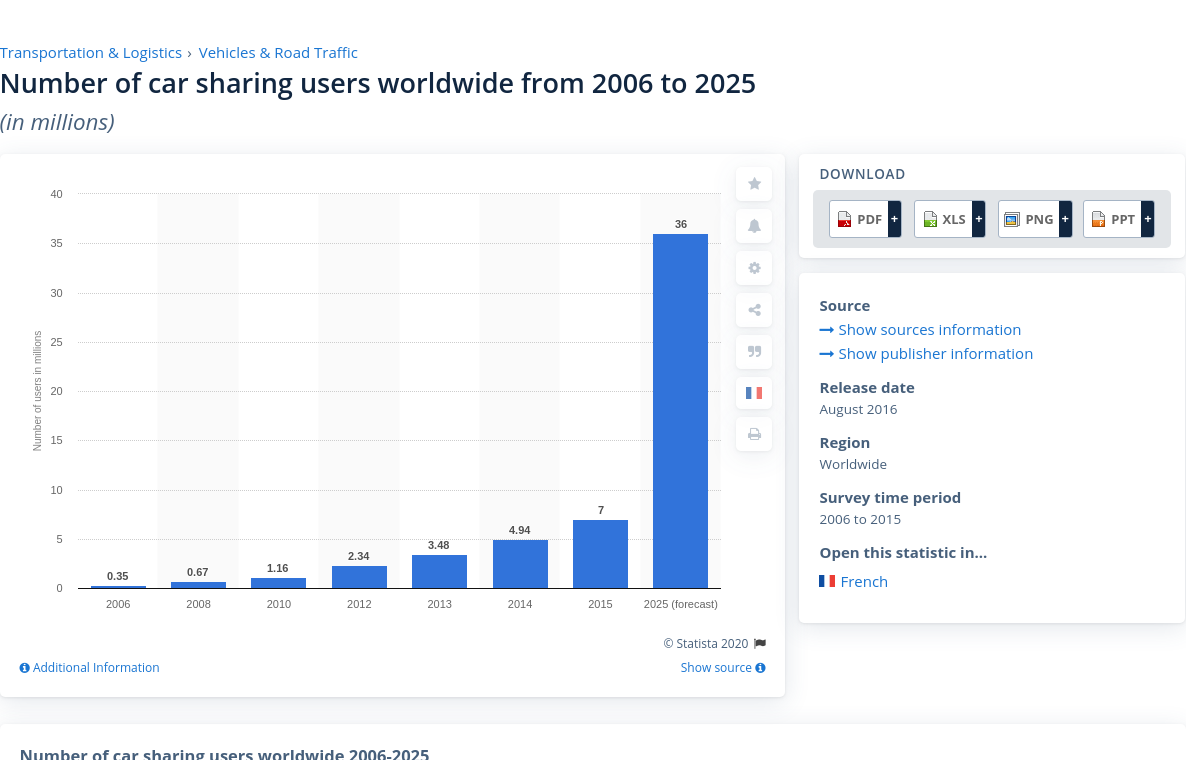 Transportation & Logistics › Vehicles & Road Traffic
Number of car sharing users worldwide from 2006 to 2025
(in millions)
Number of users in millions
40
35
30
25
20
15
10
5
0
0.35
0.67
1.16
2.34
3.48
4.94
7
36
2006
2008
2010
2012
2013
2014
2015
2025 (forecast)
© Statista 2020
Additional Information
Show source
DOWNLOAD
PDF +
XLS +
PNG +
PPT +
Source
Show sources information
Show publisher information
Release date
August 2016
Region
Worldwide
Survey time period
2006 to 2015
Open this statistic in...
French
Number of car sharing users worldwide 2006-2025